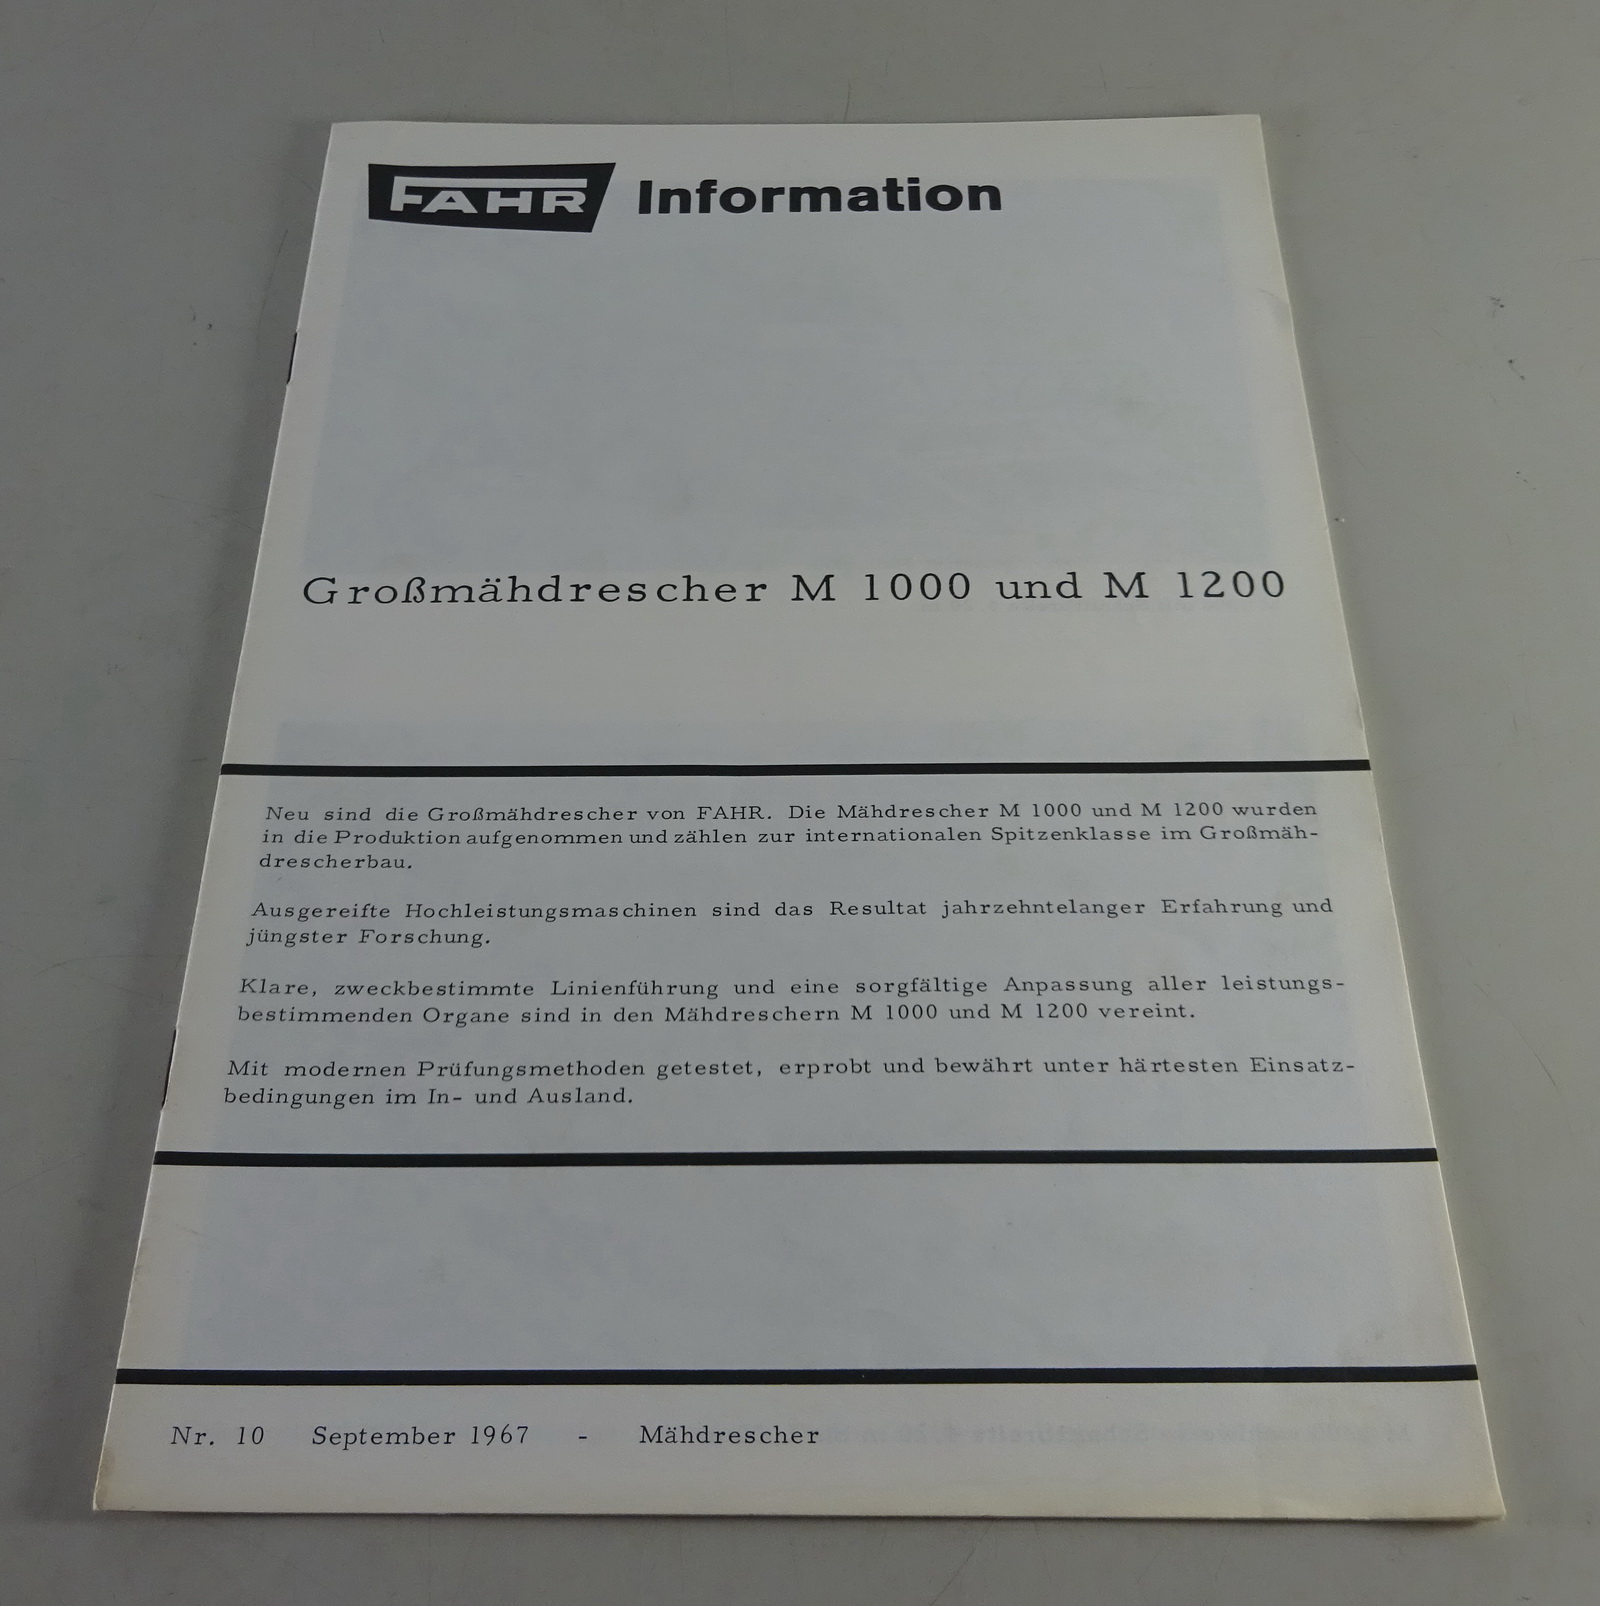 FAHR Information
Großmähdrescher M 1000 und M 1200
Neu sind die Großmähdrescher von FAHR. Die Mähdrescher M 1000 und M 1200 wurden
in die Produktion aufgenommen und zählen zur internationalen Spitzenklasse im Großmäh-
drescherbau.
Ausgereifte Hochleistungsmaschinen sind das Resultat jahrzehntelanger Erfahrung und
jüngster Forschung.
Klare, zweckbestimmte Linienführung und eine sorgfältige Anpassung aller leistungs-
bestimmenden Organe sind in den Mähdreschern M 1000 und M 1200 vereint.
Mit modernen Prüfungsmethoden getestet, erprobt und bewährt unter härtesten Einsatz-
bedingungen im In- und Ausland.
Nr. 10 September 1967 - Mähdrescher